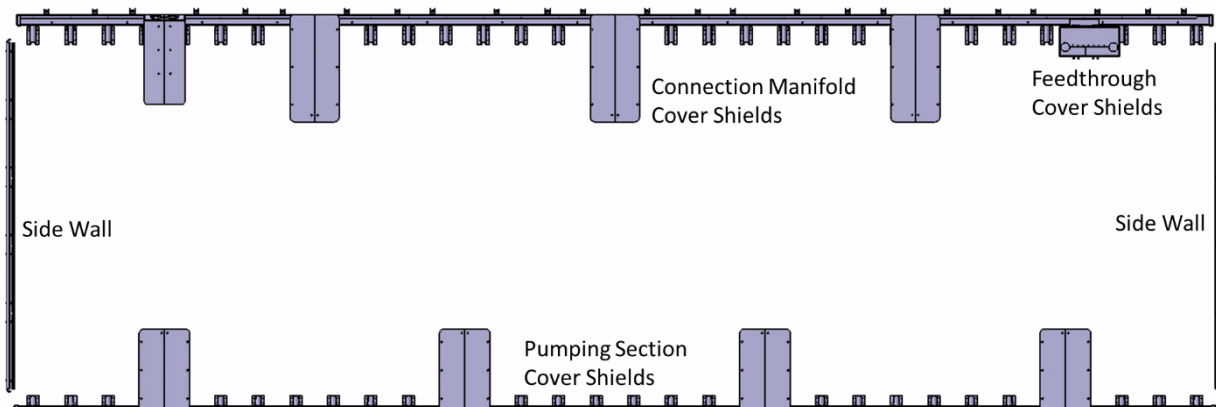 Connection Manifold
Cover Shields
Feedthrough
Cover Shields
Side Wall
Side Wall
Pumping Section
Cover Shields